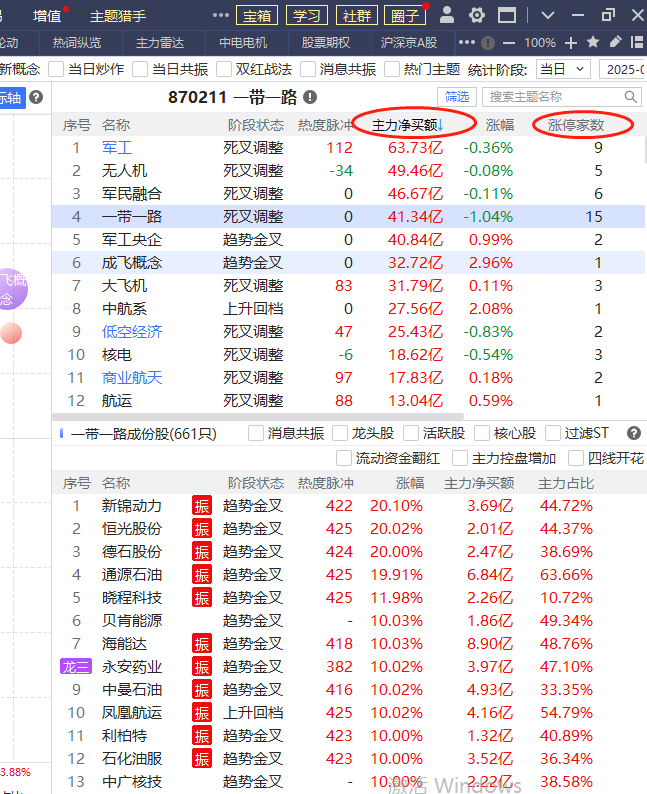 增值 主题猎手 ••• 宝箱 学习 社群 圈子
轮动 热词纵览 主力雷达 中电电机 股票期权 沪深京A股 ••• 100%
新概念 当日炒作 当日共振 双红战法 消息共振 热门主题 统计阶段: 当日 2025-0
标轴 ? 870211 一带一路 筛选 搜索主题名称
序号 名称 阶段状态 热度脉冲 主力净买额↓ 涨幅 涨停家数
1 军工 死叉调整 112 63.73亿 -0.36% 9
2 无人机 死叉调整 -34 49.46亿 -0.08% 5
3 军民融合 死叉调整 0 46.67亿 -0.11% 6
4 一带一路 死叉调整 0 41.34亿 -1.04% 15
5 军工央企 趋势金叉 0 40.84亿 0.99% 2
6 成飞概念 趋势金叉 0 32.72亿 2.96% 1
7 大飞机 死叉调整 83 31.79亿 0.11% 3
8 中航系 上升回档 0 27.56亿 2.08% 1
9 低空经济 死叉调整 47 25.43亿 -0.83% 2
10 核电 死叉调整 -6 18.62亿 -0.54% 3
11 商业航天 死叉调整 97 17.83亿 0.18% 2
12 航运 死叉调整 88 13.04亿 0.59% 1
飞概
念
一带一路成份股(661只) 消息共振 龙头股 活跃股 核心股 过滤ST ?
流动资金翻红 主力控盘增加 四线开花
序号 名称 阶段状态 热度脉冲 涨幅 主力净买额 主力占比
1 新锦动力 振 趋势金叉 422 20.10% 3.69亿 44.72%
2 恒光股份 振 趋势金叉 425 20.02% 2.01亿 44.37%
3 德石股份 振 趋势金叉 424 20.00% 2.47亿 38.69%
4 通源石油 振 趋势金叉 425 19.91% 6.84亿 63.66%
5 晓程科技 振 趋势金叉 425 11.98% 2.26亿 10.72%
6 贝肯能源 趋势金叉 - 10.03% 1.86亿 49.34%
7 海能达 振 趋势金叉 418 10.03% 8.90亿 48.76%
龙三 永安药业 振 趋势金叉 382 10.02% 3.97亿 47.10%
9 中曼石油 振 趋势金叉 416 10.02% 4.93亿 33.35%
10 凤凰航运 振 上升回档 425 10.02% 4.16亿 54.79%
11 利柏特 振 趋势金叉 423 10.00% 1.32亿 40.89%
12 石化油服 振 趋势金叉 423 10.00% 3.52亿 36.34%
13 中广核技 趋势金叉 - 10.00% 2.22亿 38.58%
3.88%
激活 Windows